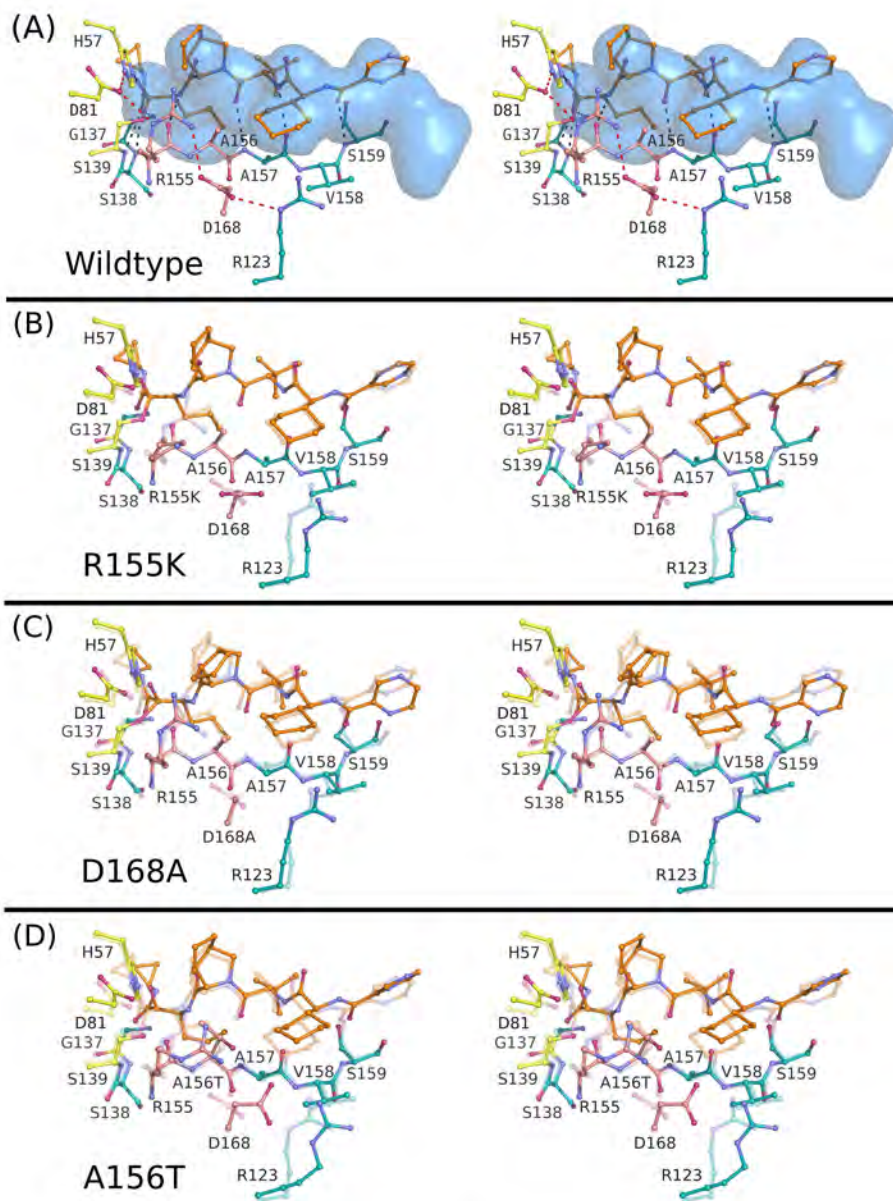 (A)
H57
D81
G137
S139
S138
R155
A156
A157
D168
R123
V158
S159
Wildtype
H57
D81
G137
S139
S138
R155
A156
A157
D168
R123
V158
S159
(B)
H57
D81
G137
S139
S138
R155K
A156
A157
V158
S159
D168
R123
R155K
H57
D81
G137
S139
S138
R155K
A156
A157
V158
S159
D168
R123
(C)
H57
D81
G137
S139
S138
R155
A156
A157
V158
S159
D168A
R123
D168A
H57
D81
G137
S139
S138
R155
A156
A157
V158
S159
D168A
R123
(D)
H57
D81
G137
S139
S138
R155
A156T
A157
V158
S159
D168
R123
A156T
H57
D81
G137
S139
S138
R155
A156T
A157
V158
S159
D168
R123